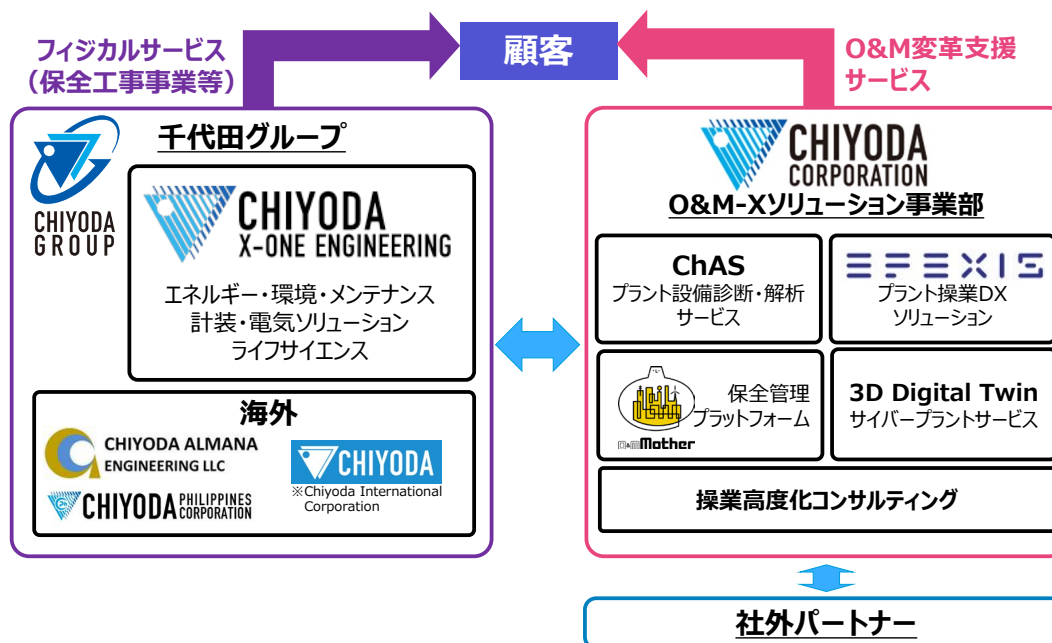 フィジカルサービス
（保全工事事業等）
顧客
O&M変革支援
サービス
千代田グループ
CHIYODA
GROUP
CHIYODA
X-ONE ENGINEERING
エネルギー・環境・メンテナンス
計装・電気ソリューション
ライフサイエンス
海外
CHIYODA ALMANA
ENGINEERING LLC
CHIYODA PHILIPPINES
CORPORATION
CHIYODA
※Chiyoda International
Corporation
CHIYODA
CORPORATION
O&M-Xソリューション事業部
ChAS
プラント設備診断・解析
サービス
EFEXIS
プラント操業DX
ソリューション
保全管理
プラットフォーム
O&M Mother
3D Digital Twin
サイバープラントサービス
操業高度化コンサルティング
社外パートナー